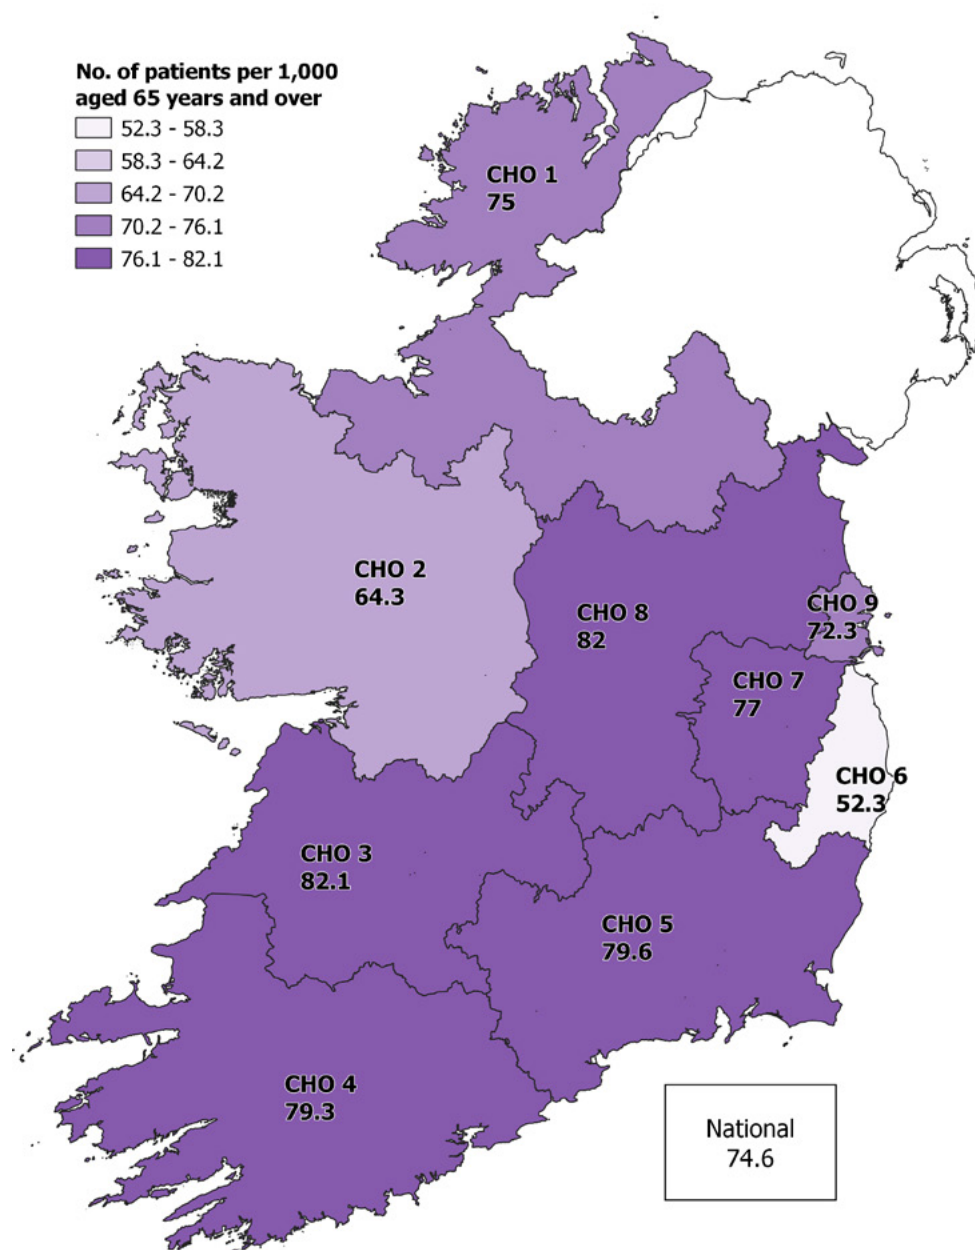 No. of patients per 1,000
aged 65 years and over
52.3 - 58.3
58.3 - 64.2
64.2 - 70.2
70.2 - 76.1
76.1 - 82.1
CHO 1
75
CHO 2
64.3
CHO 8
82
CHO 9
72.3
CHO 7
77
CHO 6
52.3
CHO 3
82.1
CHO 5
79.6
CHO 4
79.3
National
74.6